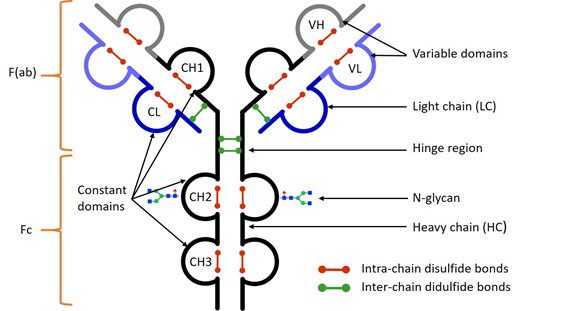 VH
Variable domains
F(ab)
CH1
VL
CL
Light chain (LC)
Hinge region
Constant
domains
CH2
N-glycan
Fc
Heavy chain (HC)
CH3
Intra-chain disulfide bonds
Inter-chain didulfide bonds